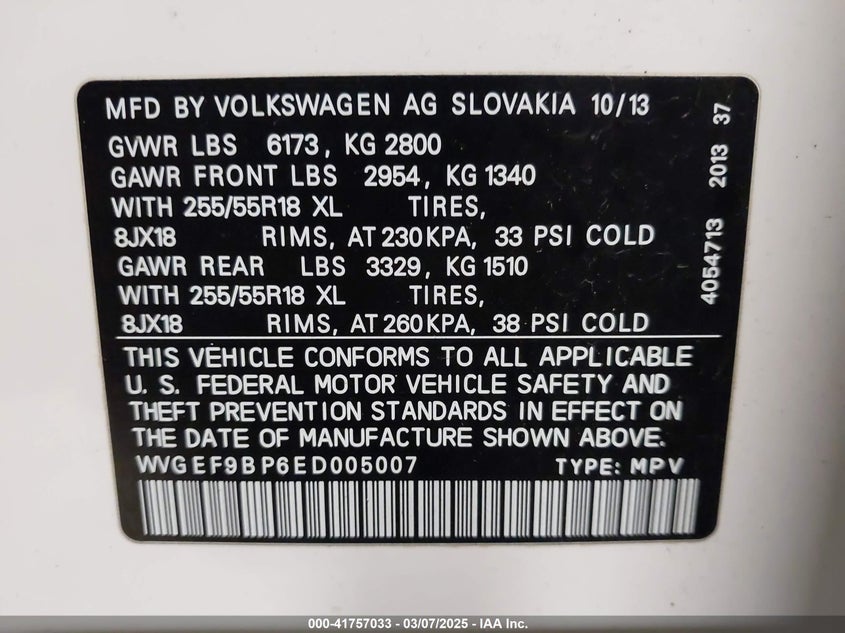 MFD BY VOLKSWAGEN AG SLOVAKIA 10/13
GVWR LBS 6173, KG 2800
GAWR FRONT LBS 2954, KG 1340
WITH 255/55R18 XL TIRES,
8JX18 RIMS, AT 230KPA, 33 PSI COLD
GAWR REAR LBS 3329, KG 1510
WITH 255/55R18 XL TIRES,
8JX18 RIMS, AT 260KPA, 38 PSI COLD
THIS VEHICLE CONFORMS TO ALL APPLICABLE
U. S. FEDERAL MOTOR VEHICLE SAFETY AND
THEFT PREVENTION STANDARDS IN EFFECT ON
THE DATE OF MANUFACTURE SHOWN ABOVE.
WVGEF9BP6ED005007 TYPE: MPV
4054713 2013 37
000-41757033 - 03/07/2025 - IAA Inc.